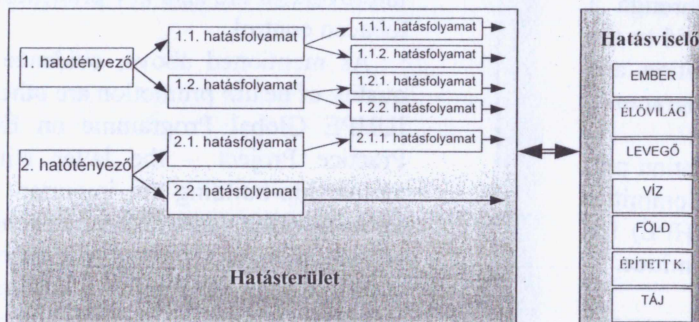 1. hatótényező
2. hatótényező
1.1. hatásfolyamat
1.2. hatásfolyamat
2.1. hatásfolyamat
2.2. hatásfolyamat
1.1.1. hatásfolyamat
1.1.2. hatásfolyamat
1.2.1. hatásfolyamat
1.2.2. hatásfolyamat
2.1.1. hatásfolyamat
Hatásterület
Hatásviselő
EMBER
ÉLŐVILÁG
LEVEGŐ
VÍZ
FÖLD
ÉPÍTETT K.
TÁJ